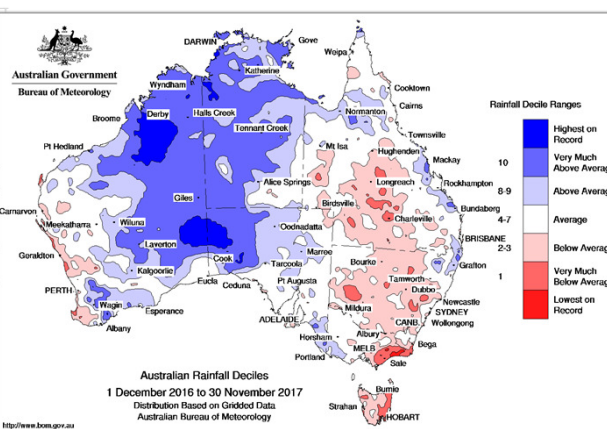 Australian Government
Bureau of Meteorology
DARWIN
Gove
Weipa
Katherine
Wyndham
Cooktown
Cairns
Broome
Derby
Halls Creek
Normanton
Tennant Creek
Townsville
Pt Hedland
Mt Isa
Hughenden
Mackay
Longreach
Rockhampton
Alice Springs
Carnarvon
Giles
Birdsville
Bundaberg
Meekatharra
Wiluna
Charleville
Oodnadatta
BRISBANE
Geraldton
Laverton
Cook
Marree
Bourke
Grafton
Kalgoorlie
Tarcoola
Eucla
Ceduna
Pt Augusta
Tamworth
Dubbo
Newcastle
PERTH
Wagin
Esperance
Mildura
SYDNEY
Albany
ADELAIDE
CANB.
Wollongong
Horsham
Albury
Bega
Portland
MELB
Sale
Burnie
Strahan
HOBART
Rainfall Decile Ranges
Highest on
Record
10
Very Much
Above Averag
8-9
Above Averag
4-7
Average
2-3
Below Averag
1
Very Much
Below Averag
Lowest on
Record
Australian Rainfall Deciles
1 December 2016 to 30 November 2017
Distribution Based on Gridded Data
Australian Bureau of Meteorology
http://www.bom.gov.au